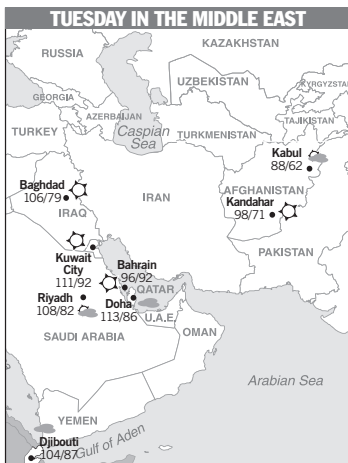 TUESDAY IN THE MIDDLE EAST
KAZAKHSTAN
RUSSIA
UZBEKISTAN
KYRGYZSTAN
GEORGIA
TAJIKISTAN
AZERBAIJAN
TURKEY
Caspian
Sea
TURKMENISTAN
Kabul
88/62
Baghdad
106/79
IRAQ
IRAN
AFGHANISTAN
Kandahar
98/71
PAKISTAN
Kuwait
City
111/92
Bahrain
96/92
QATAR
Riyadh
108/82
Doha
113/86
U.A.E.
OMAN
SAUDI ARABIA
Arabian Sea
YEMEN
Djibouti
104/87
Gulf of Aden